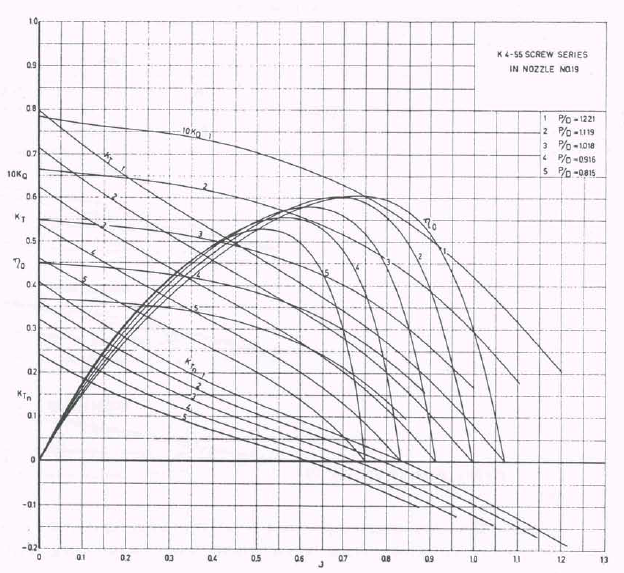 K 4-55 SCREW SERIES
IN NOZZLE NO.19
1 P/D = 1.221
2 P/D = 1.119
3 P/D = 1.018
4 P/D = 0.916
5 P/D = 0.815
1.0
0.9
0.8
0.7
10KQ
0.6
KT
0.5
η0
0.4
0.3
0.2
KTn
0.1
0
-0.1
-0.2
10KQ 1
KT 1
2
2
3
3
4
4
5
5
η0
1
2
3
4
5
KTn 1
2
3
4
5
0 0.1 0.2 0.3 0.4 0.5 0.6 0.7 0.8 0.9 1.0 1.1 1.2 1.3
J